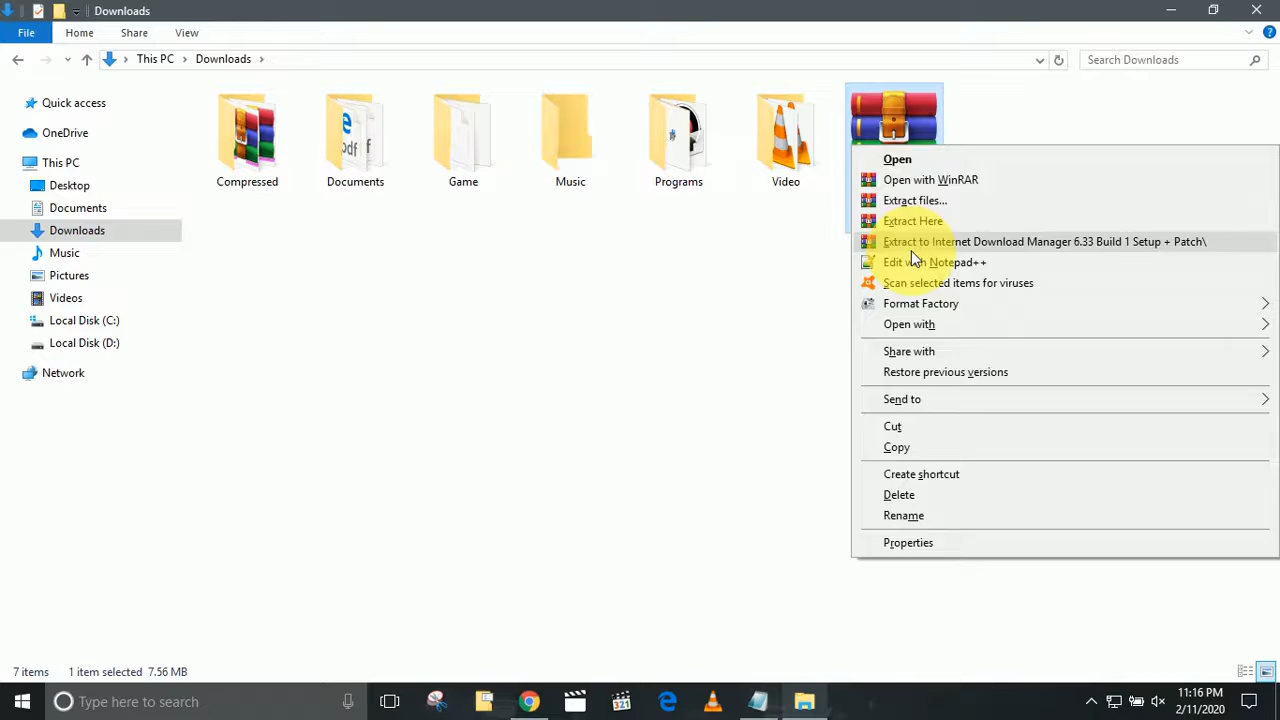 Downloads
File Home Share View
This PC Downloads
Search Downloads
Quick access
OneDrive
This PC
Desktop
Documents
Downloads
Music
Pictures
Videos
Local Disk (C:)
Local Disk (D:)
Network
Compressed Documents Game Music Programs Video
Open
Open with WinRAR
Extract files...
Extract Here
Extract to Internet Download Manager 6.33 Build 1 Setup + Patch\
Edit with Notepad++
Scan selected items for viruses
Format Factory
Open with
Share with
Restore previous versions
Send to
Cut
Copy
Create shortcut
Delete
Rename
Properties
7 items 1 item selected 7.56 MB
Type here to search
321
11:16 PM
2/11/2020